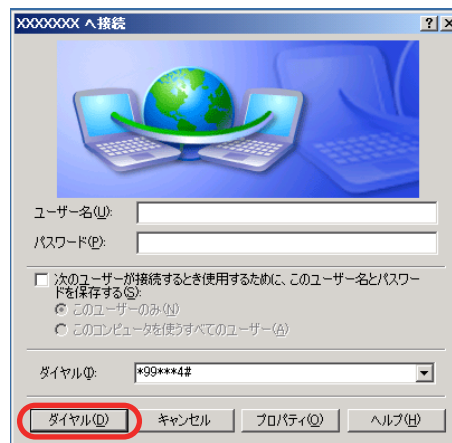 XXXXXXX へ接続
ユーザー名(U):
パスワード(P):
次のユーザーが接続するとき使用するために、このユーザー名とパスワー
ドを保存する(S):
このユーザーのみ(N)
このコンピュータを使うすべてのユーザー(A)
ダイヤル(I): *99***4#
ダイヤル(D) キャンセル プロパティ(O) ヘルプ(H)